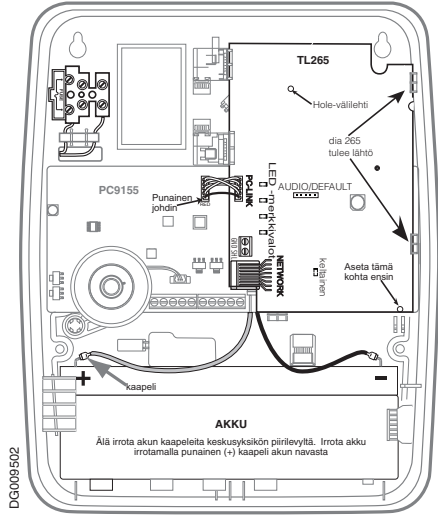 TL265
Hole-välilehti
dia 265
tulee lähtö
LED -merkkivalot
PC9155
Punainen
johdin
RED
PC-LINK
AUDIO/DEFAULT
GND SH
NETWORK
keltainen
Aseta tämä
kohta ensin
+
kaapeli
-
AKKU
Älä irrota akun kaapeleita keskusyksikön piirilevyltä. Irrota akku
irrotamalla punainen (+) kaapeli akun navasta
DG009502